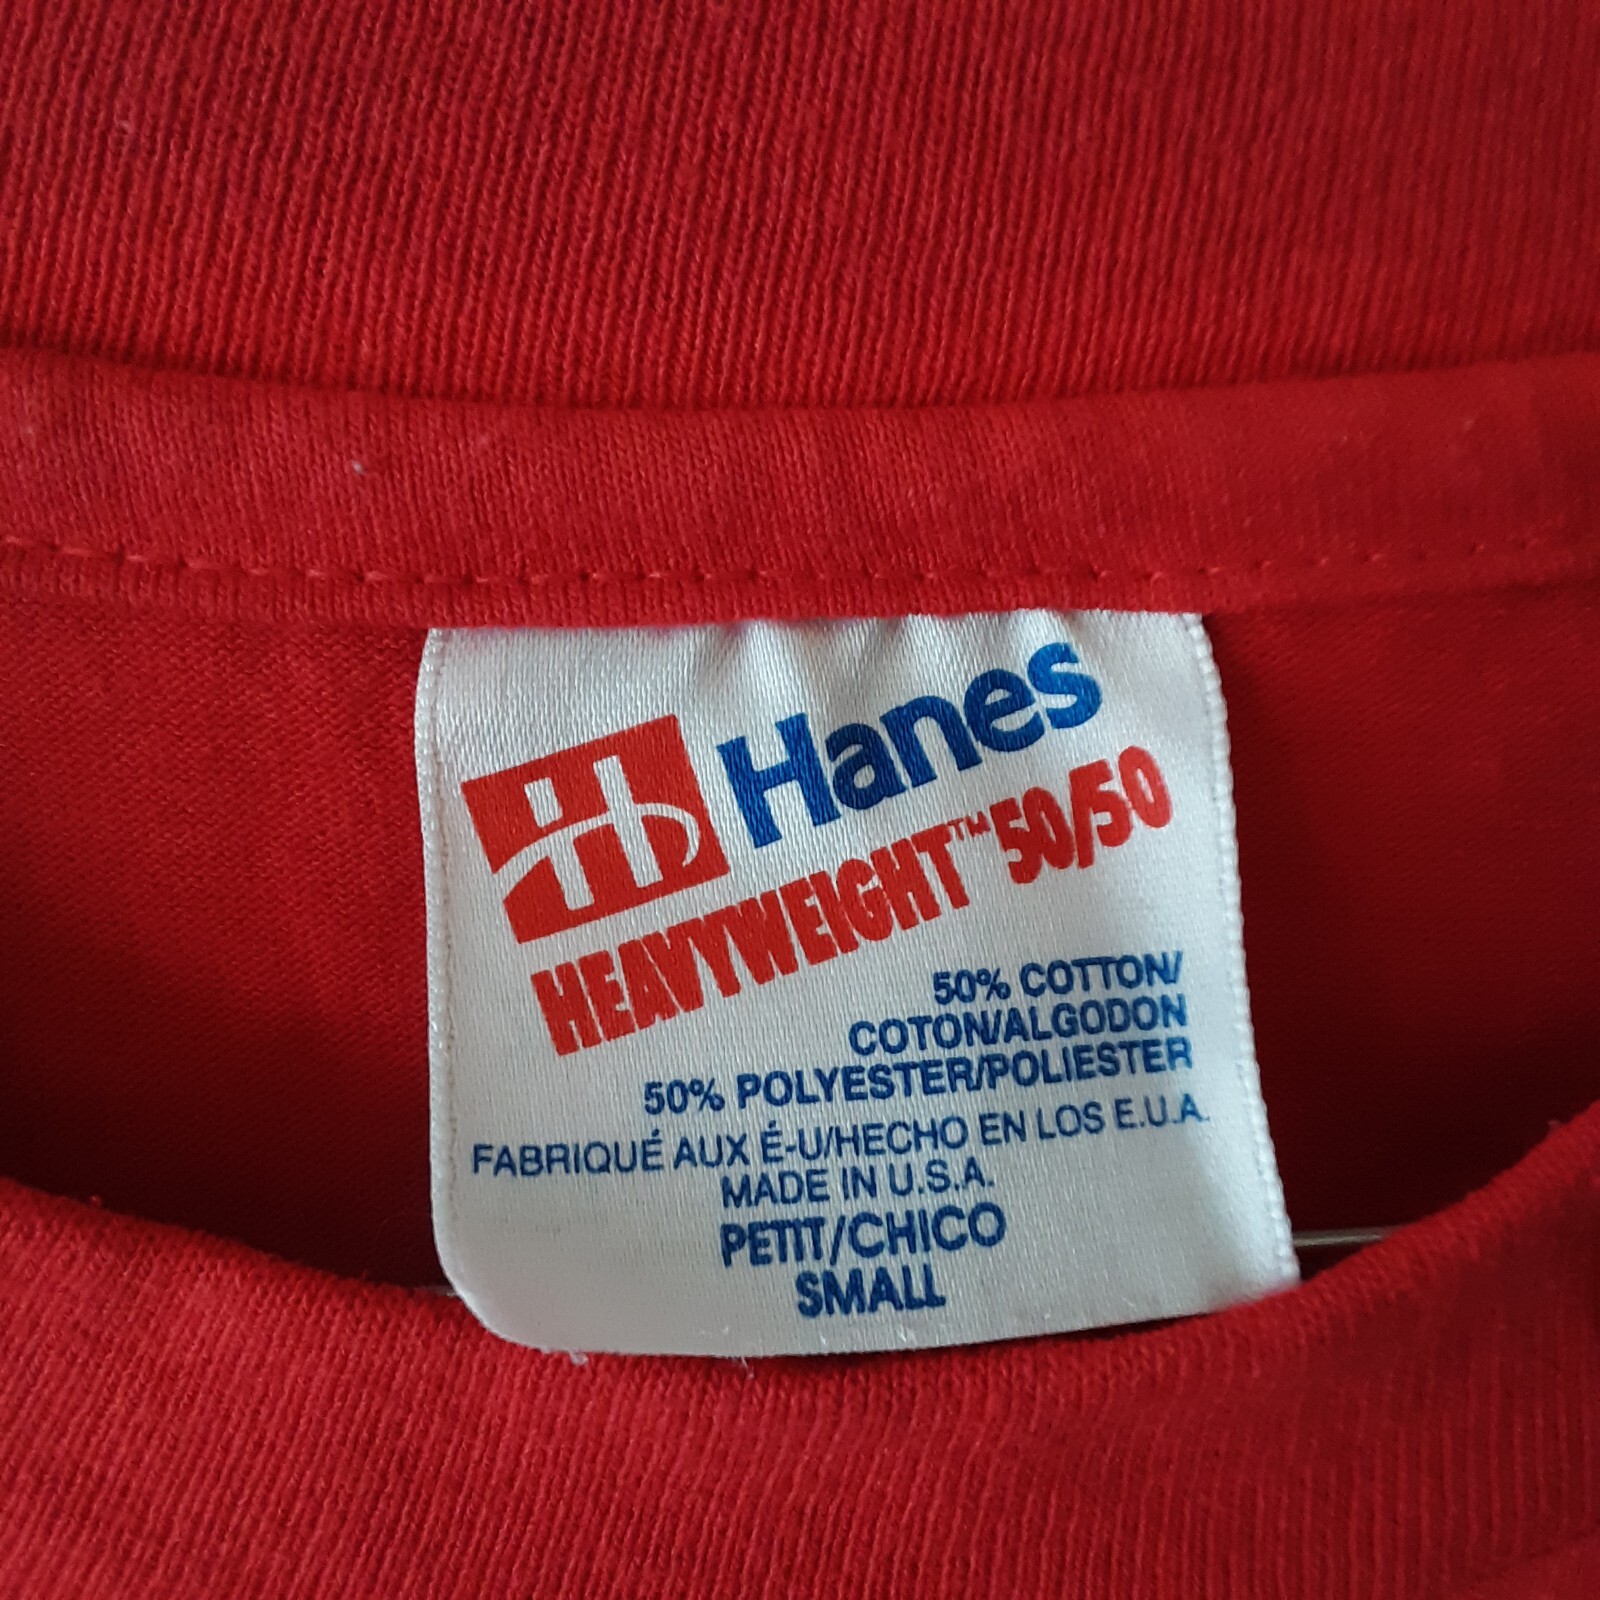 Hanes
HEAVYWEIGHT™ 50/50
50% COTTON/
COTON/ALGODON
50% POLYESTER/POLIESTER
FABRIQUÉ AUX É-U/HECHO EN LOS E.U.A.
MADE IN U.S.A.
PETIT/CHICO
SMALL